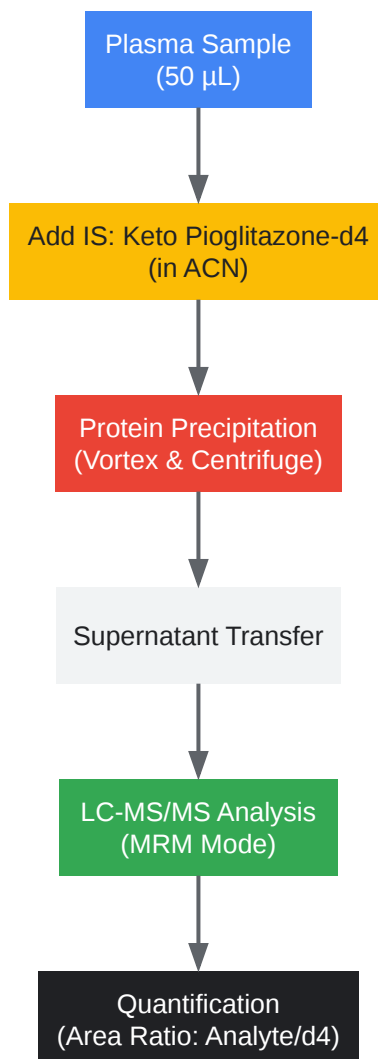 Plasma Sample
(50 µL)
Add IS: Keto Pioglitazone-d4
(in ACN)
Protein Precipitation
(Vortex & Centrifuge)
Supernatant Transfer
LC-MS/MS Analysis
(MRM Mode)
Quantification
(Area Ratio: Analyte/d4)